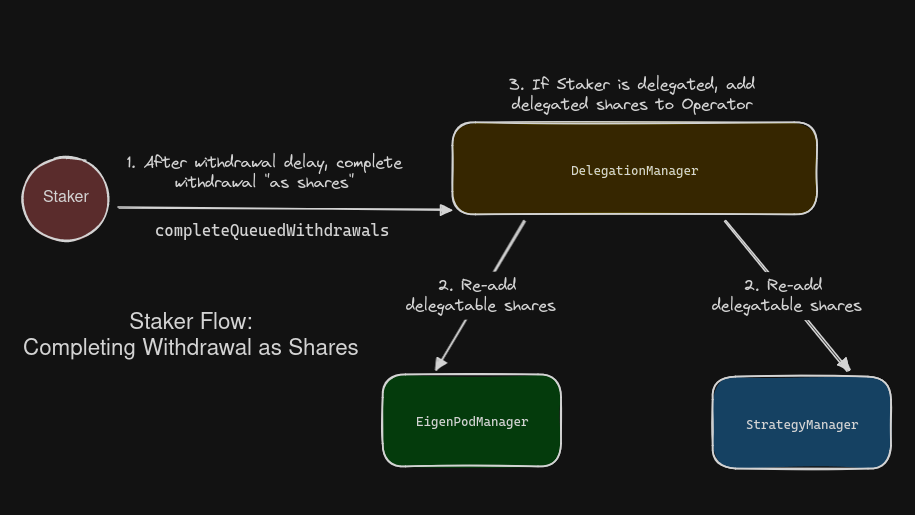 3. If Staker is delegated, add
delegated shares to Operator
DelegationManager
1. After withdrawal delay, complete
withdrawal "as shares"
Staker
completeQueuedWithdrawals
2. Re-add
delegatable shares
2. Re-add
delegatable shares
Staker Flow:
Completing Withdrawal as Shares
EigenPodManager
StrategyManager